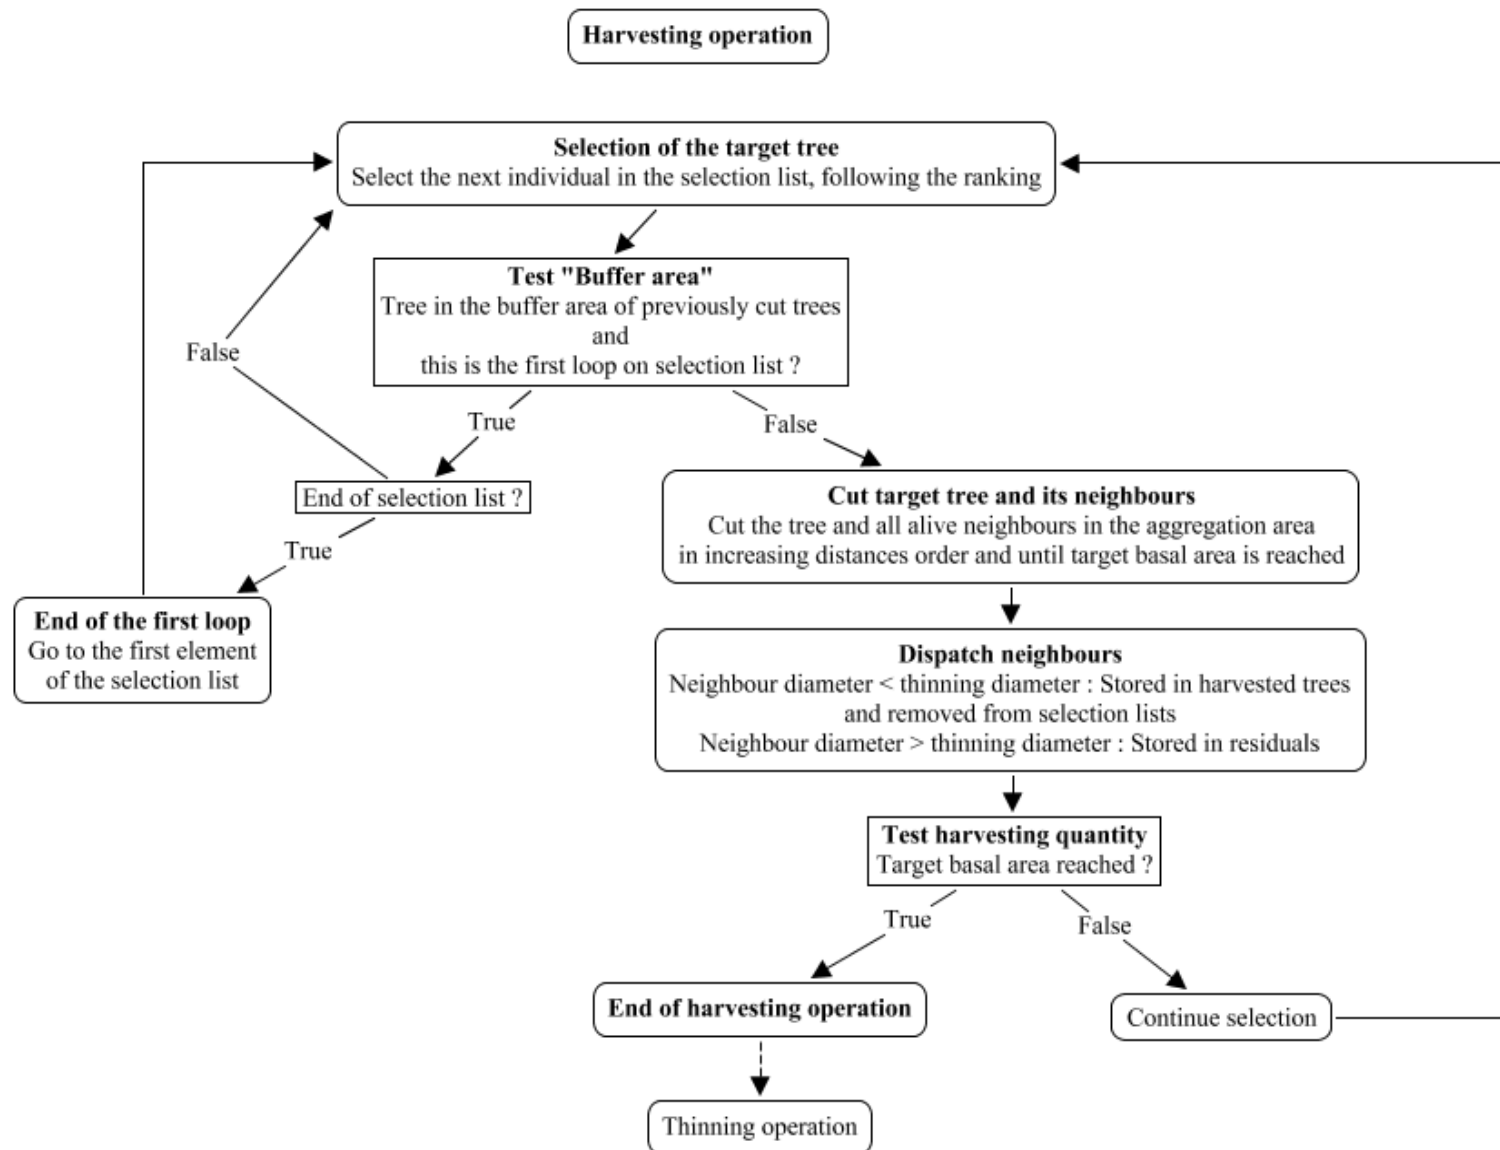 Harvesting operation
Selection of the target tree
Select the next individual in the selection list, following the ranking
Test "Buffer area"
Tree in the buffer area of previously cut trees
and
this is the first loop on selection list ?
False
True
False
End of selection list ?
True
Cut target tree and its neighbours
Cut the tree and all alive neighbours in the aggregation area
in increasing distances order and until target basal area is reached
End of the first loop
Go to the first element
of the selection list
Dispatch neighbours
Neighbour diameter < thinning diameter : Stored in harvested trees
and removed from selection lists
Neighbour diameter > thinning diameter : Stored in residuals
Test harvesting quantity
Target basal area reached ?
True
False
End of harvesting operation
Continue selection
Thinning operation